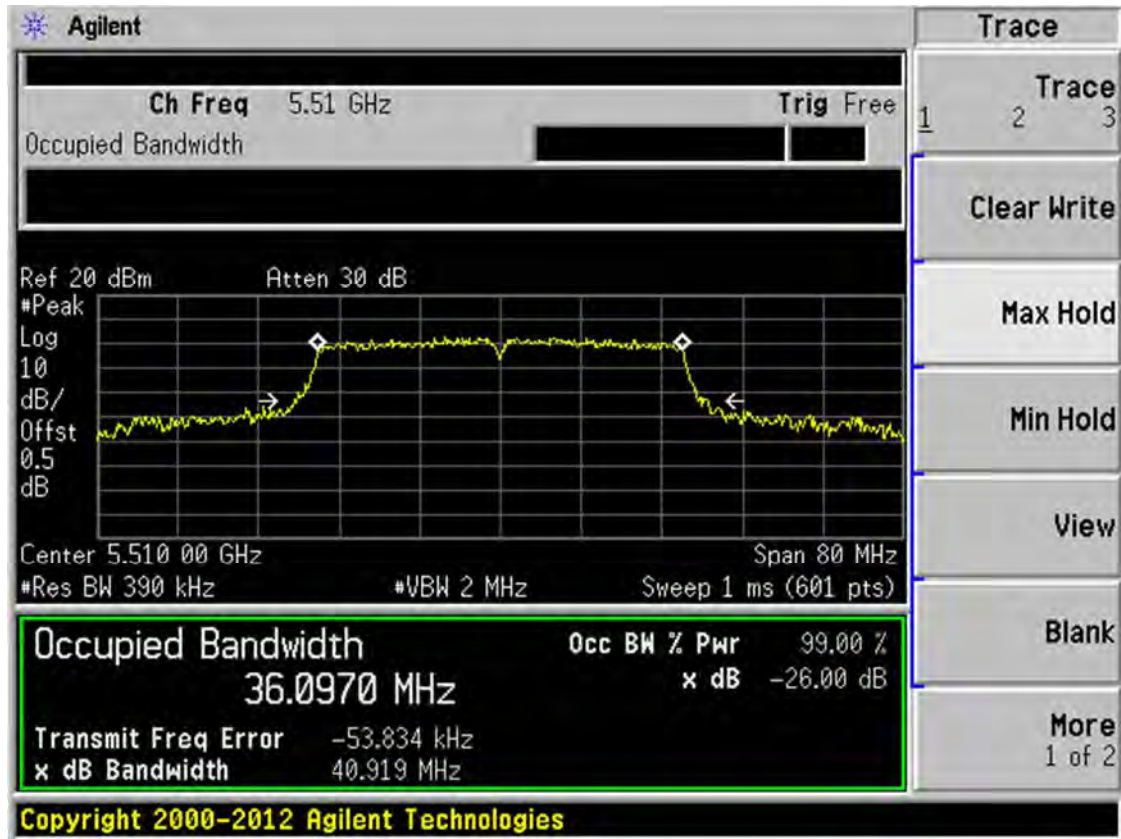 Agilent
Trace
Ch Freq 5.51 GHz Trig Free
Occupied Bandwidth
Trace
1 2 3
Clear Write
Max Hold
Min Hold
View
Blank
More
1 of 2
Ref 20 dBm Atten 30 dB
#Peak
Log
10
dB/
Offst
0.5
dB
Center 5.510 00 GHz Span 80 MHz
#Res BW 390 kHz #VBW 2 MHz Sweep 1 ms (601 pts)
Occupied Bandwidth
36.0970 MHz
Occ BW % Pwr 99.00 %
x dB -26.00 dB
Transmit Freq Error -53.834 kHz
x dB Bandwidth 40.919 MHz
Copyright 2000-2012 Agilent Technologies